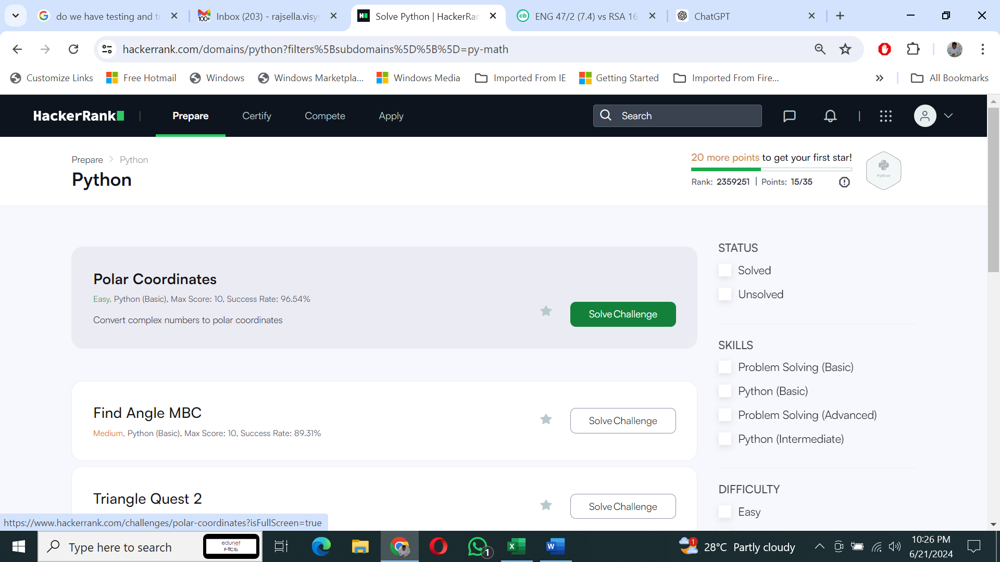 do we have testing and tr
Inbox (203) - rajsella.visys
Solve Python | HackerRan
ENG 47/2 (7.4) vs RSA 16
ChatGPT
hackerrank.com/domains/python?filters%5Bsubdomains%5D%5B%5D=py-math
Customize Links
Free Hotmail
Windows
Windows Marketpla...
Windows Media
Imported From IE
Getting Started
Imported From Fire...
All Bookmarks
HackerRank
Prepare
Certify
Compete
Apply
Search
Prepare > Python
Python
20 more points to get your first star!
Rank: 2359251 | Points: 15/35
Python
Polar Coordinates
Easy, Python (Basic), Max Score: 10, Success Rate: 96.54%
Convert complex numbers to polar coordinates
Solve Challenge
Find Angle MBC
Medium, Python (Basic), Max Score: 10, Success Rate: 89.31%
Solve Challenge
Triangle Quest 2
Solve Challenge
STATUS
Solved
Unsolved
SKILLS
Problem Solving (Basic)
Python (Basic)
Problem Solving (Advanced)
Python (Intermediate)
DIFFICULTY
Easy
https://www.hackerrank.com/challenges/polar-coordinates?isFullScreen=true
Type here to search
edunet
1
1
28°C Partly cloudy
10:26 PM
6/21/2024